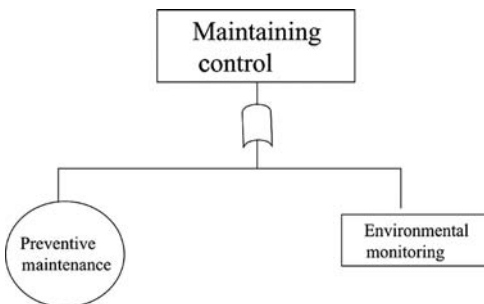 Maintaining
control
Preventive
maintenance
Environmental
monitoring